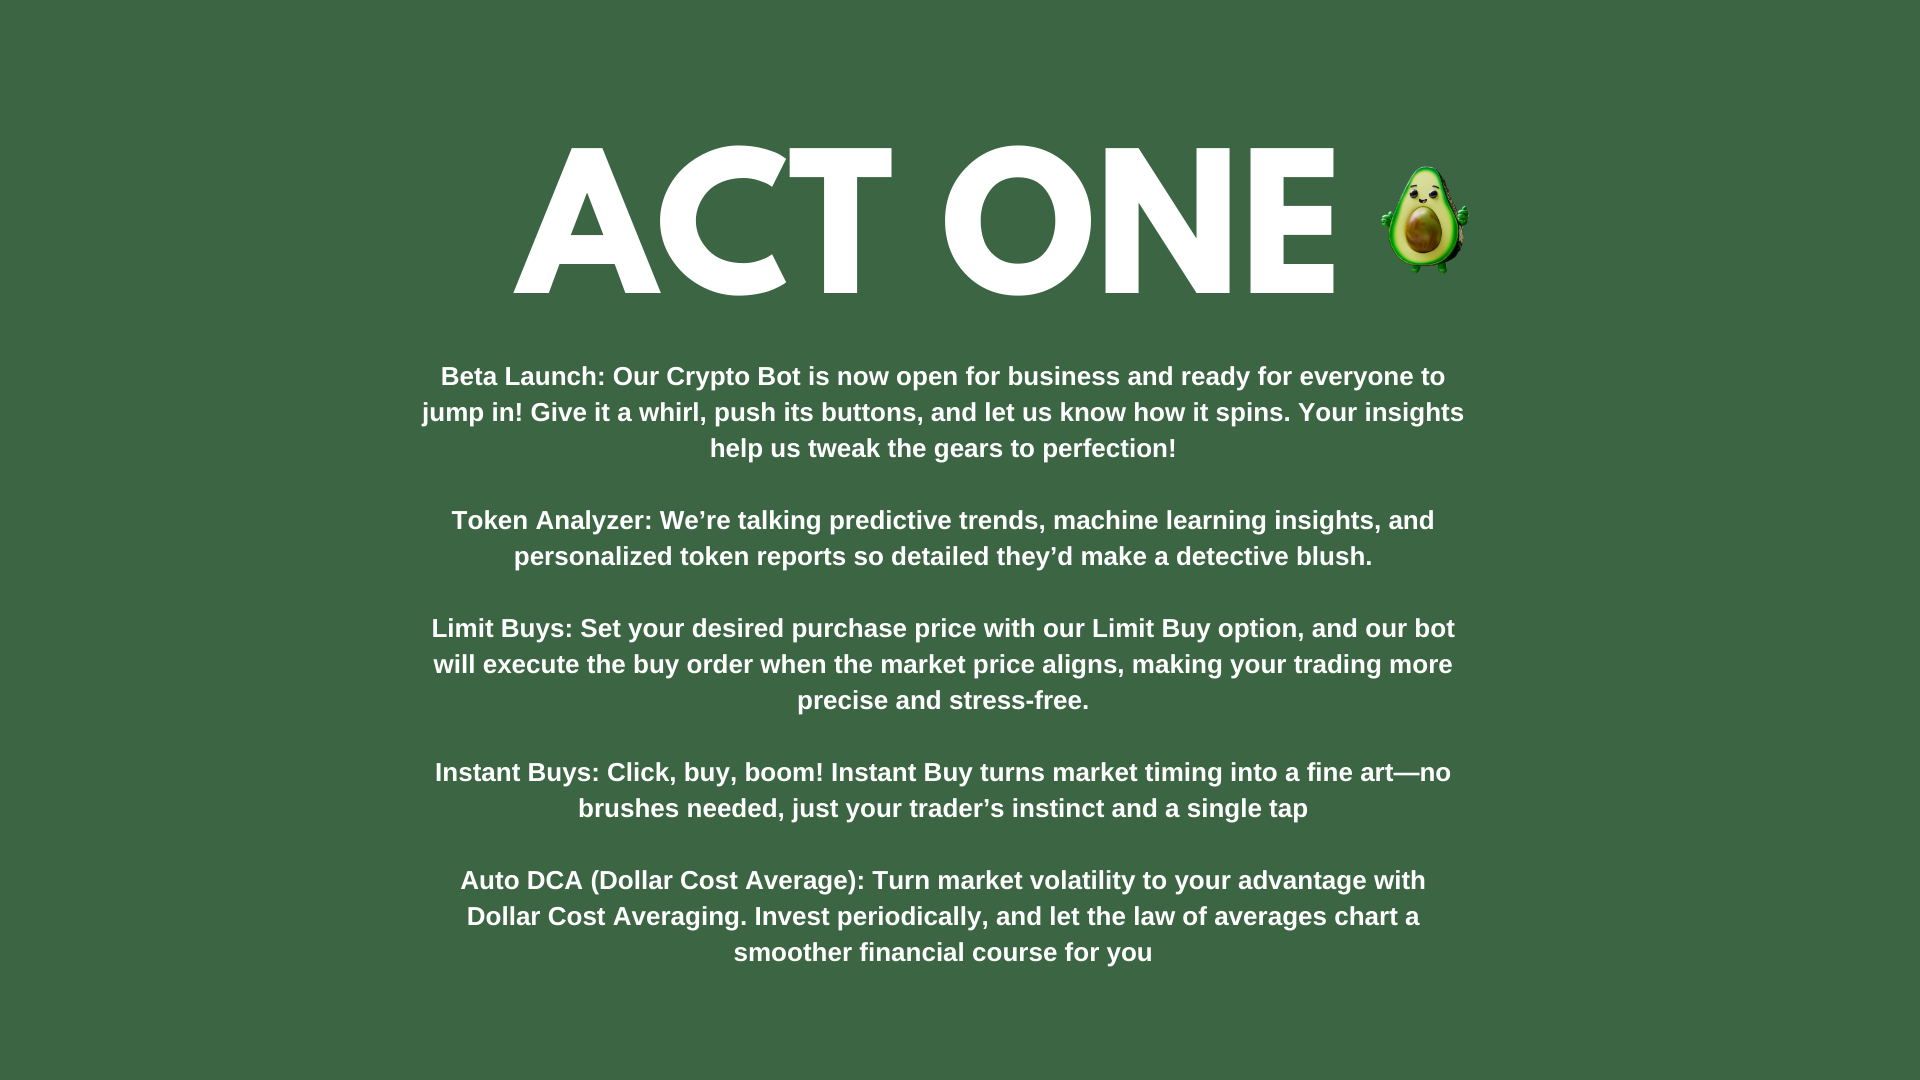 ACT ONE
Beta Launch: Our Crypto Bot is now open for business and ready for everyone to
jump in! Give it a whirl, push its buttons, and let us know how it spins. Your insights
help us tweak the gears to perfection!
Token Analyzer: We’re talking predictive trends, machine learning insights, and
personalized token reports so detailed they’d make a detective blush.
Limit Buys: Set your desired purchase price with our Limit Buy option, and our bot
will execute the buy order when the market price aligns, making your trading more
precise and stress-free.
Instant Buys: Click, buy, boom! Instant Buy turns market timing into a fine art—no
brushes needed, just your trader’s instinct and a single tap
Auto DCA (Dollar Cost Average): Turn market volatility to your advantage with
Dollar Cost Averaging. Invest periodically, and let the law of averages chart a
smoother financial course for you